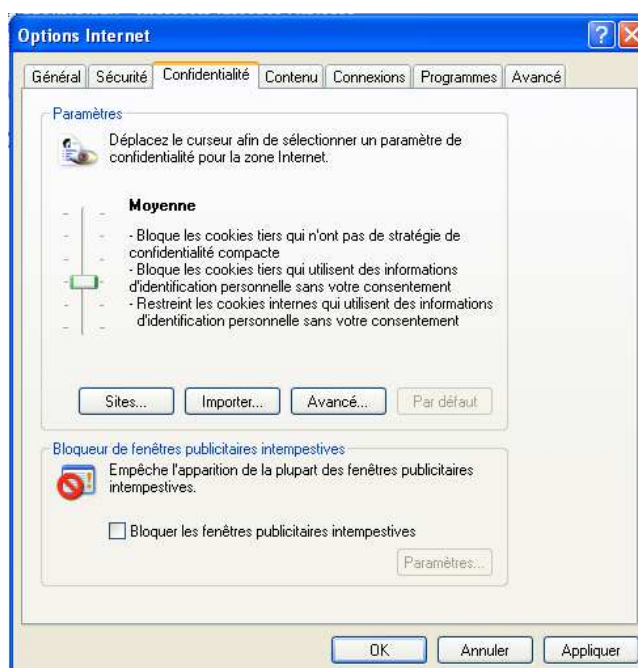 Options Internet
Général Sécurité Confidentialité Contenu Connexions Programmes Avancé
Paramètres
Déplacez le curseur afin de sélectionner un paramètre de
confidentialité pour la zone Internet.
Moyenne
- Bloque les cookies tiers qui n'ont pas de stratégie de
confidentialité compacte
- Bloque les cookies tiers qui utilisent des informations
d'identification personnelle sans votre consentement
- Restreint les cookies internes qui utilisent des informations
d'identification personnelle sans votre consentement
Sites... Importer... Avancé... Par défaut
Bloqueur de fenêtres publicitaires intempestives
Empêche l'apparition de la plupart des fenêtres publicitaires
intempestives.
Bloquer les fenêtres publicitaires intempestives
Paramètres...
OK Annuler Appliquer